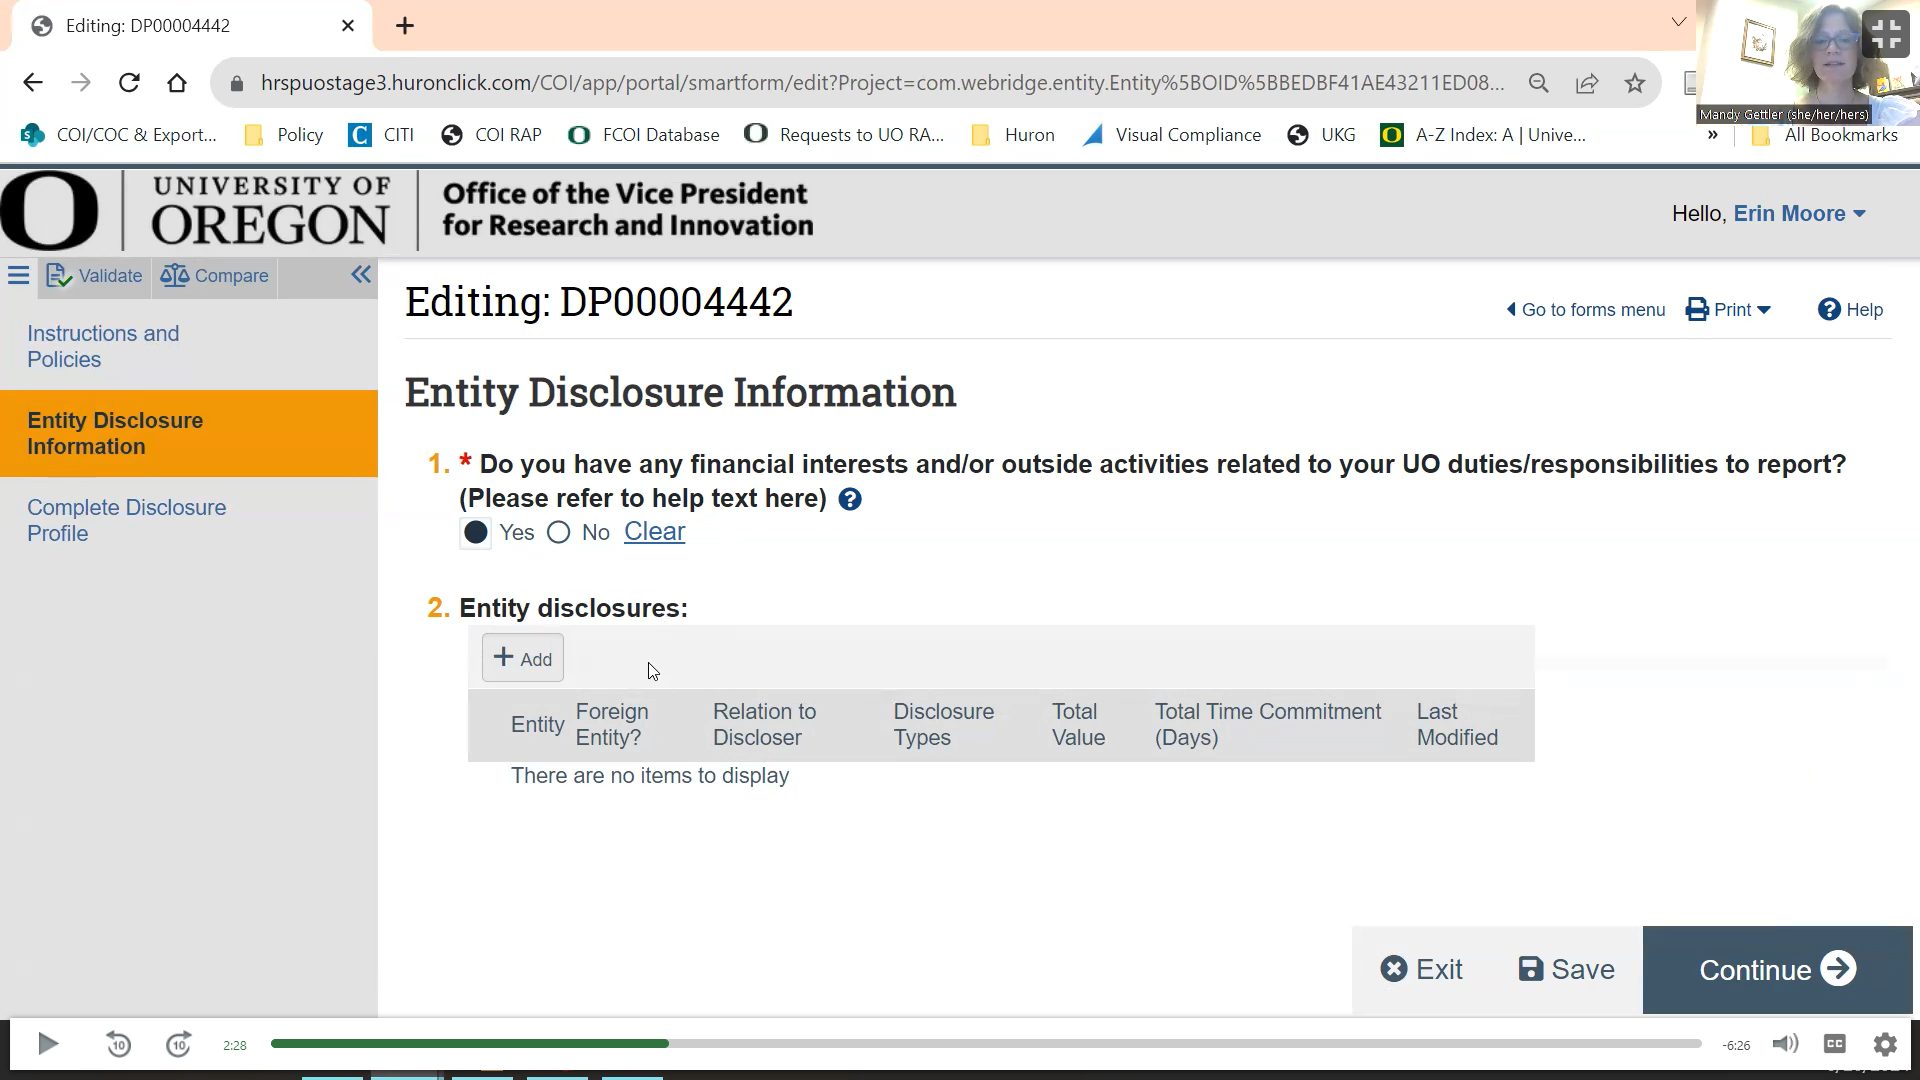 Editing: DP00004442
hrspuostage3.huronclick.com/COI/app/portal/smartform/edit?Project=com.webridge.entity.Entity%5BOID%5BBEDBF41AE43211ED08...
Mandy Gettler (she/her/hers)
COI/COC & Export... Policy CITI COI RAP FCOI Database Requests to UO RA... Huron Visual Compliance UKG A-Z Index: A | Unive... » All Bookmarks
UNIVERSITY OF
OREGON
Office of the Vice President
for Research and Innovation
Hello, Erin Moore
Validate Compare
Instructions and
Policies
Entity Disclosure
Information
Complete Disclosure
Profile
Editing: DP00004442
Go to forms menu Print Help
Entity Disclosure Information
1. * Do you have any financial interests and/or outside activities related to your UO duties/responsibilities to report?
(Please refer to help text here) ?
Yes No Clear
2. Entity disclosures:
+ Add
Entity Foreign Entity? Relation to Discloser Disclosure Types Total Value Total Time Commitment (Days) Last Modified
There are no items to display
Exit Save Continue
10 10 2:28 -6:26 CC